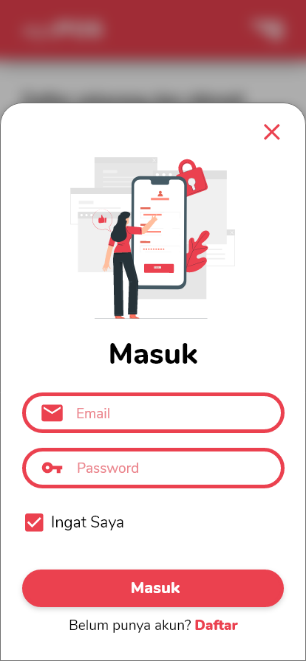 Masuk
Email
Password
Ingat Saya
Masuk
Belum punya akun? Daftar